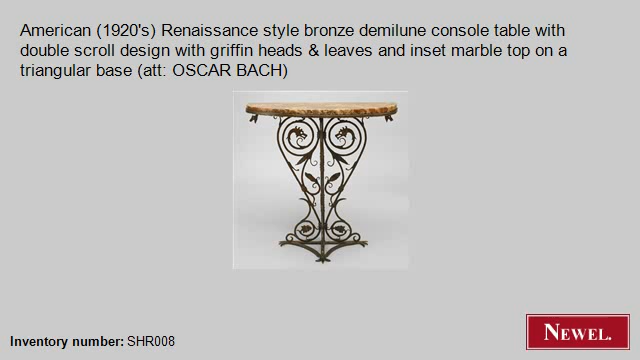 American (1920's) Renaissance style bronze demilune console table with
double scroll design with griffin heads & leaves and inset marble top on a
triangular base (att: OSCAR BACH)
Inventory number: SHR008
NEWEL.